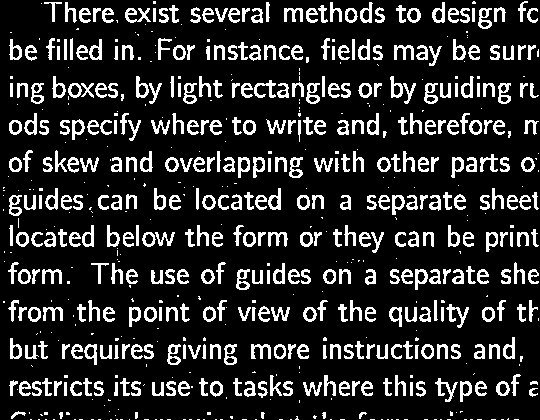 There exist several methods to design fo
be filled in. For instance, fields may be surr
ing boxes, by light rectangles or by guiding ru
ods specify where to write and, therefore, m
of skew and overlapping with other parts o
guides can be located on a separate sheet
located below the form or they can be print
form. The use of guides on a separate she
from the point of view of the quality of th
but requires giving more instructions and,
restricts its use to tasks where this type of a